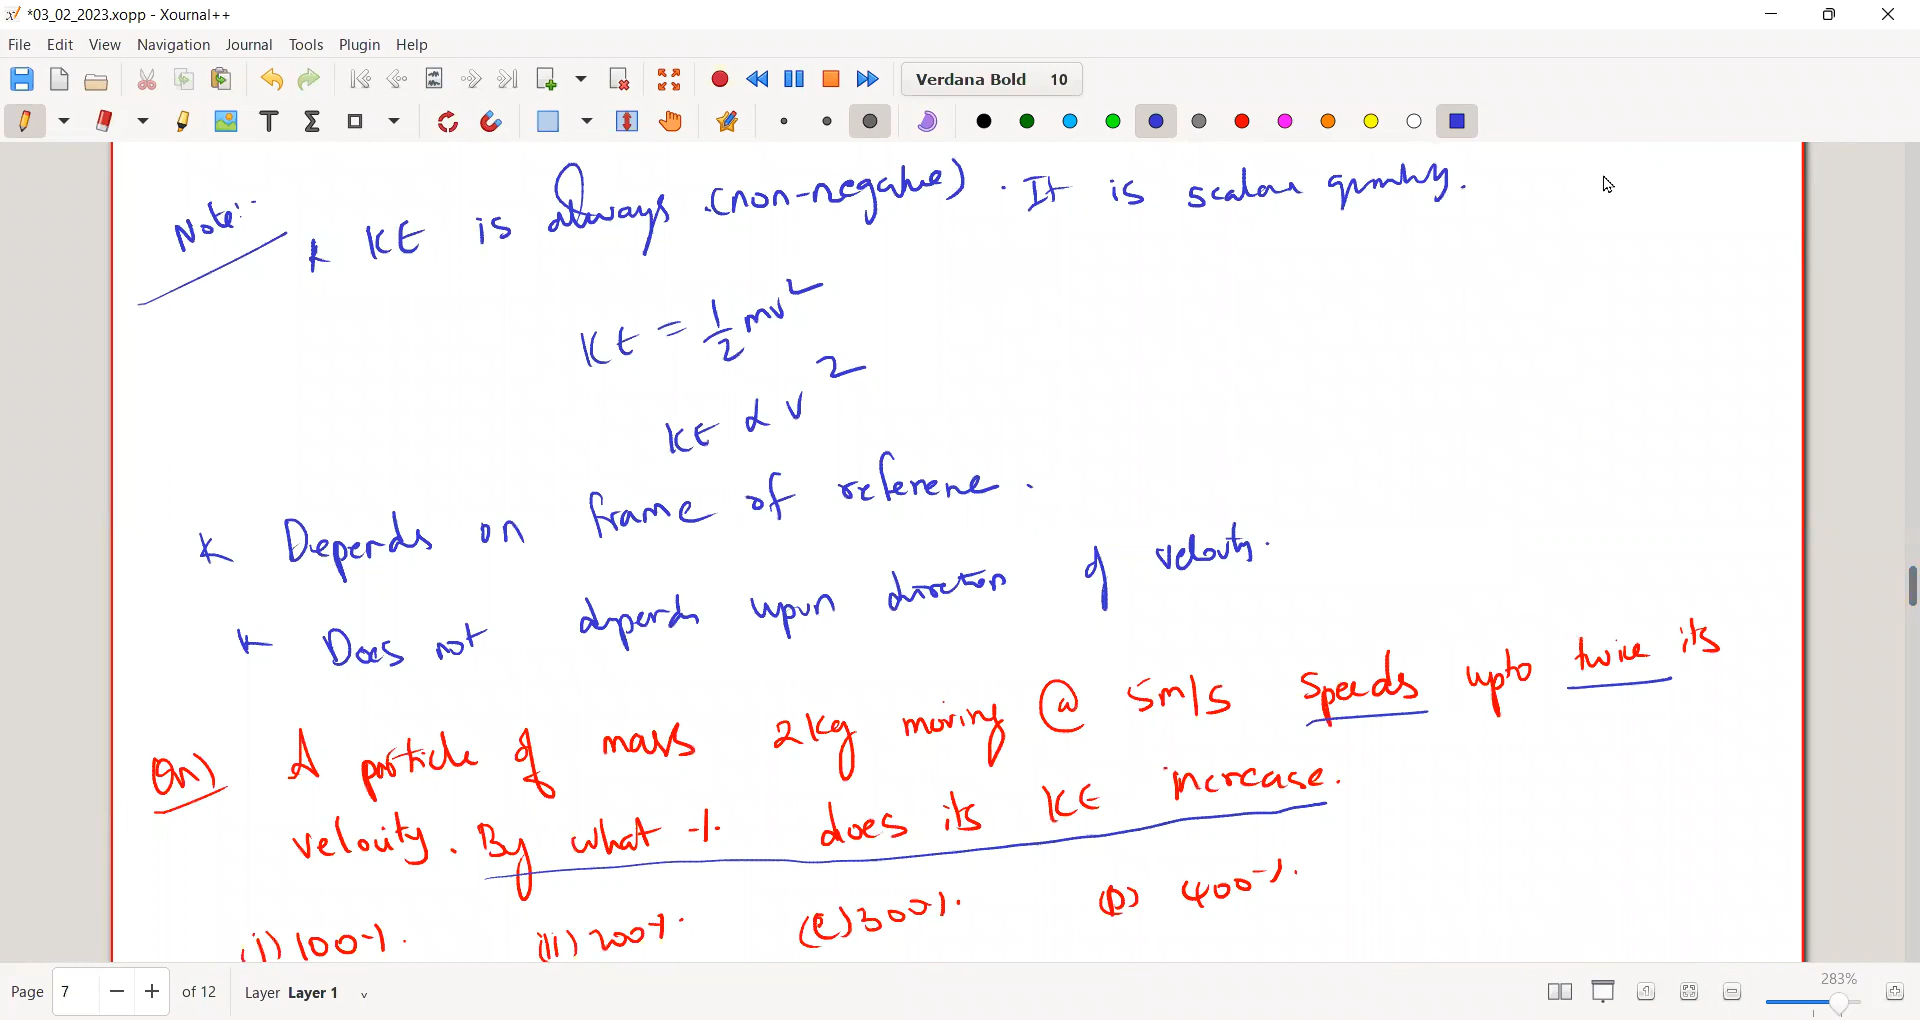 *03_02_2023.xopp - Xournal++
File Edit View Navigation Journal Tools Plugin Help
Verdana Bold 10
Note:-
* KE is always (non-negative). It is scalar quantity.
KE = 1/2 mv²
KE ∝ v²
* Depends on frame of reference.
* Does not depends upon direction of velocity.
Qn) A particle of mass 2kg moving @ 5m/s speeds upto twice its
velocity. By what % does its KE increase.
(i) 100%. (ii) 200%. (C) 300%. (D) 400%.
Page 7 of 12 Layer Layer 1 283%